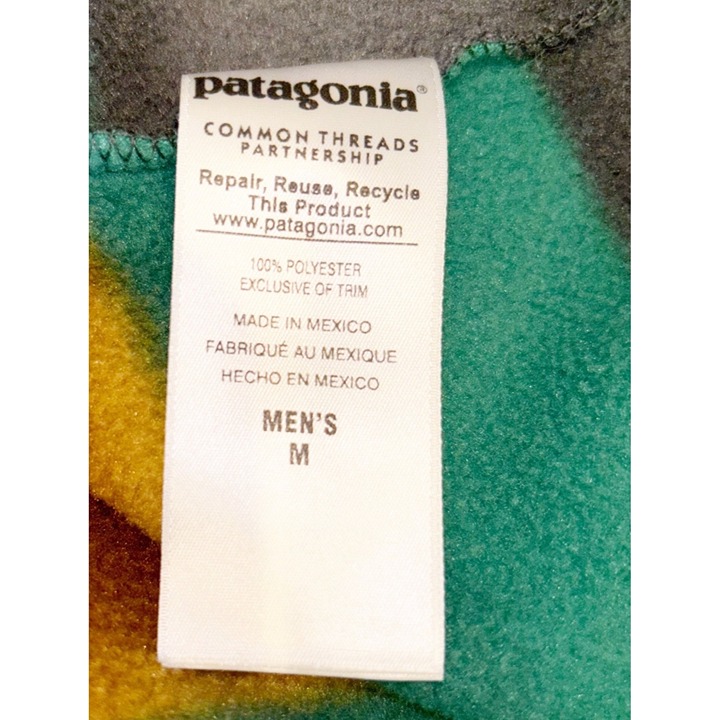 patagonia®
COMMON THREADS
PARTNERSHIP
Repair, Reuse, Recycle
This Product
www.patagonia.com
100% POLYESTER
EXCLUSIVE OF TRIM
MADE IN MEXICO
FABRIQUÉ AU MEXIQUE
HECHO EN MEXICO
MEN'S
M